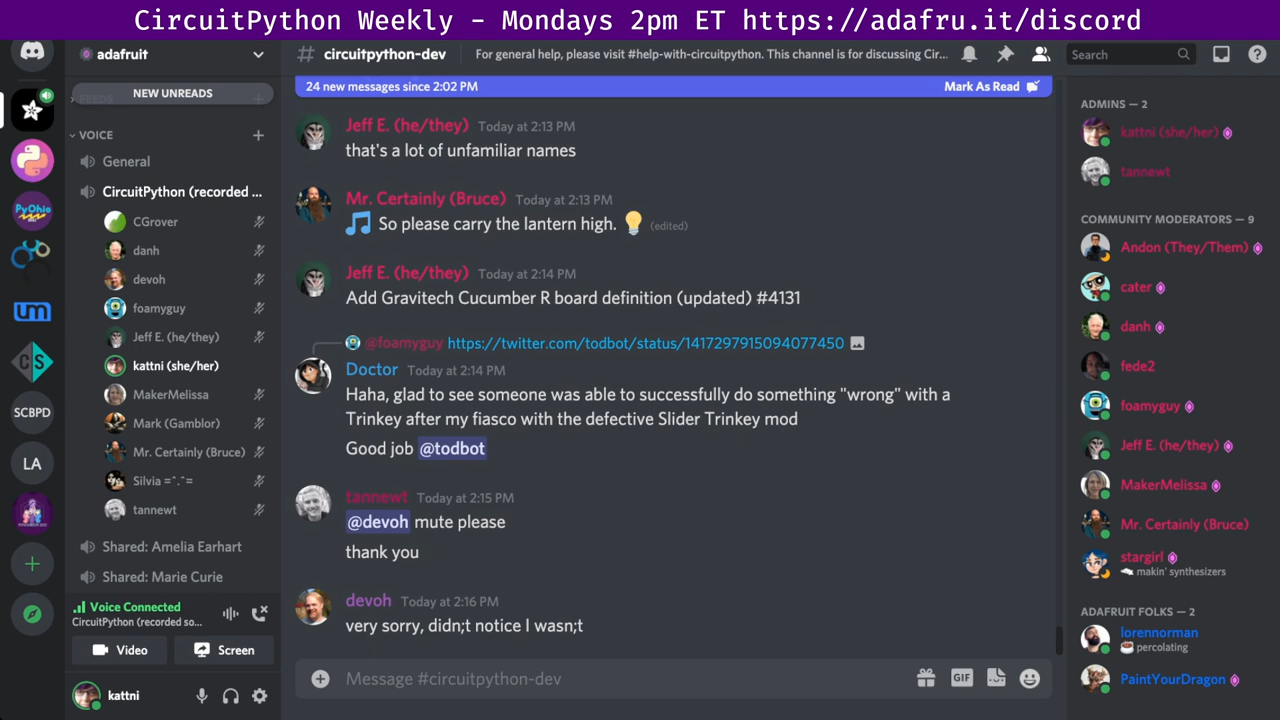 CircuitPython Weekly - Mondays 2pm ET https://adafru.it/discord
adafruit
# circuitpython-dev
For general help, please visit #help-with-circuitpython. This channel is for discussing Cir...
Search
NEW UNREADS
VOICE
General
CircuitPython (recorded ...
CGrover
danh
devoh
foamyguy
Jeff E. (he/they)
kattni (she/her)
MakerMelissa
Mark (Gamblor)
Mr. Certainly (Bruce)
Silvia =^.^=
tannewt
Shared: Amelia Earhart
Shared: Marie Curie
Voice Connected
CircuitPython (recorded so...
Video
Screen
kattni
PyOhio
um
CS
SCBPD
LA
24 new messages since 2:02 PM
Mark As Read
Jeff E. (he/they) Today at 2:13 PM
that's a lot of unfamiliar names
Mr. Certainly (Bruce) Today at 2:13 PM
🎵 So please carry the lantern high. 💡 (edited)
Jeff E. (he/they) Today at 2:14 PM
Add Gravitech Cucumber R board definition (updated) #4131
@foamyguy https://twitter.com/todbot/status/1417297915094077450
Doctor Today at 2:14 PM
Haha, glad to see someone was able to successfully do something "wrong" with a
Trinkey after my fiasco with the defective Slider Trinkey mod
Good job @todbot
tannewt Today at 2:15 PM
@devoh mute please
thank you
devoh Today at 2:16 PM
very sorry, didn;t notice I wasn;t
Message #circuitpython-dev
GIF
ADMINS — 2
kattni (she/her)
tannewt
COMMUNITY MODERATORS — 9
Andon (They/Them)
cater
danh
fede2
foamyguy
Jeff E. (he/they)
MakerMelissa
Mr. Certainly (Bruce)
stargirl
makin' synthesizers
ADAFRUIT FOLKS — 2
lorennorman
percolating
PaintYourDragon